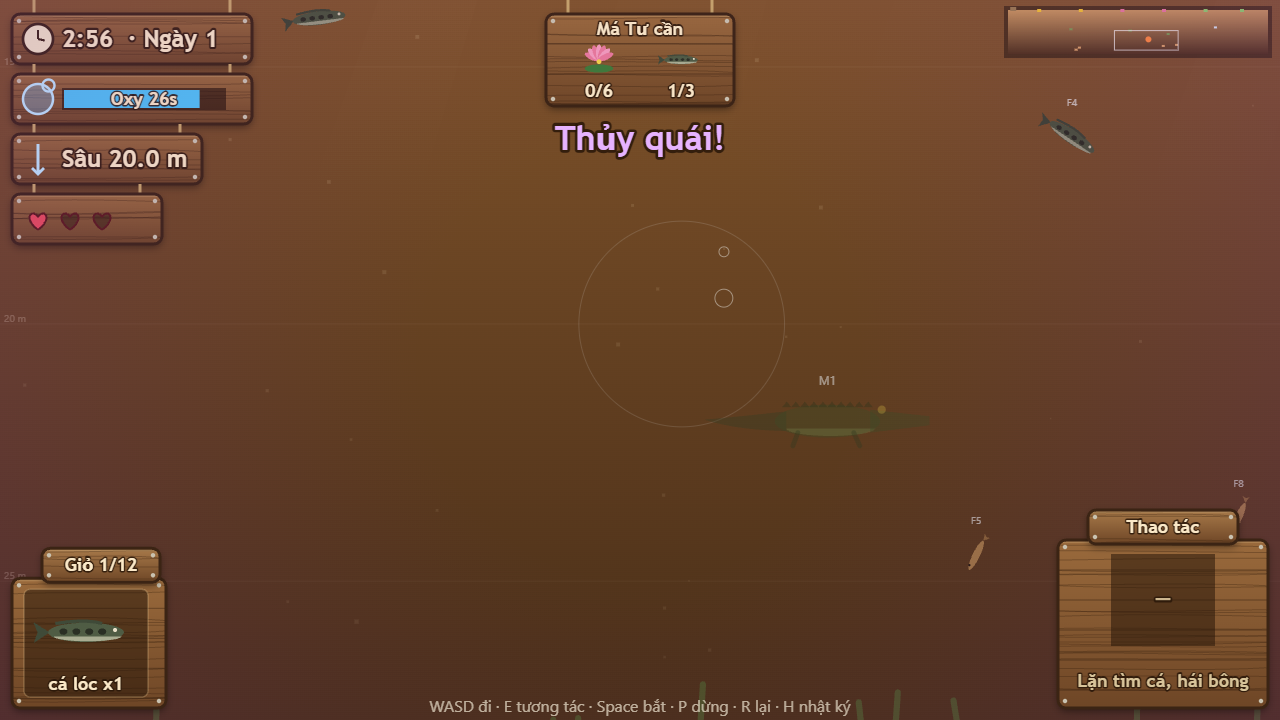 2:56 · Ngày 1
Oxy 26s
Sâu 20.0 m
Má Tư cần
0/6 1/3
Thủy quái!
F4
20 m
M1
F8
F5
Thao tác
—
Lặn tìm cá, hái bông
Giỏ 1/12
25 m
cá lóc x1
WASD đi · E tương tác · Space bắt · P dừng · R lại · H nhật ký